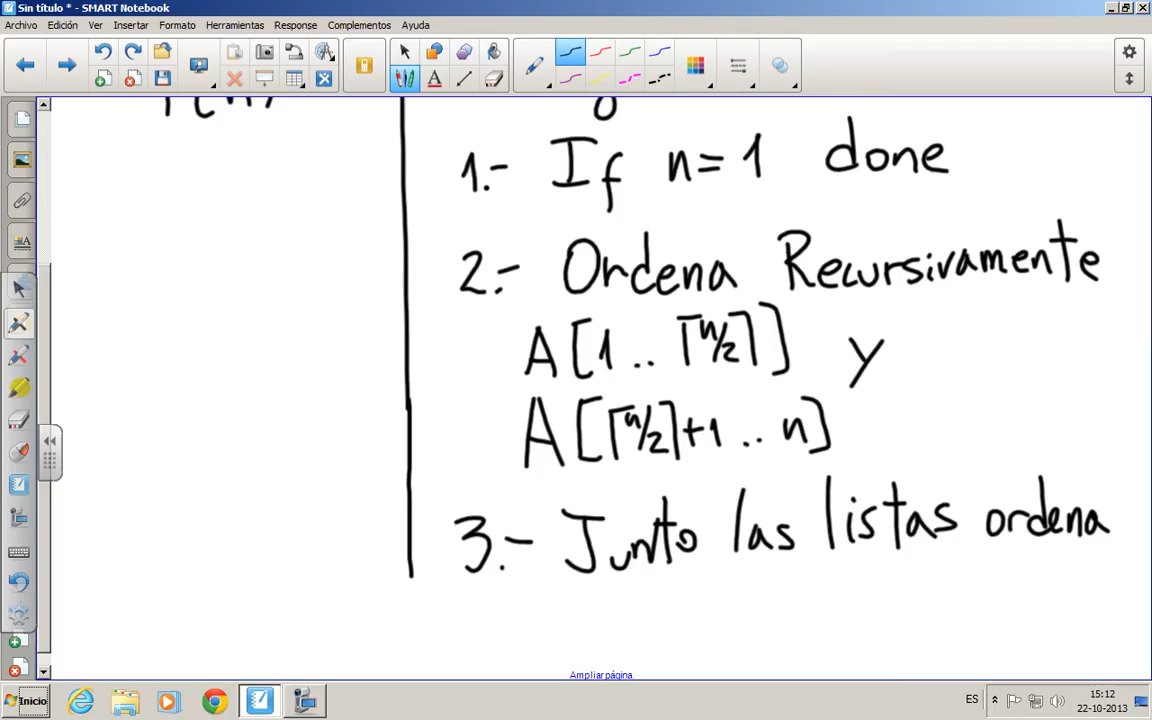 Sin título * - SMART Notebook
Archivo Edición Ver Insertar Formato Herramientas Response Complementos Ayuda
1.- If n=1 done
2.- Ordena Recursivamente
A[1 .. ⌈n/2⌉] y
A[⌈n/2⌉+1 .. n]
3.- Junto las listas ordena
Ampliar página
Inicio
ES
15:12
22-10-2013